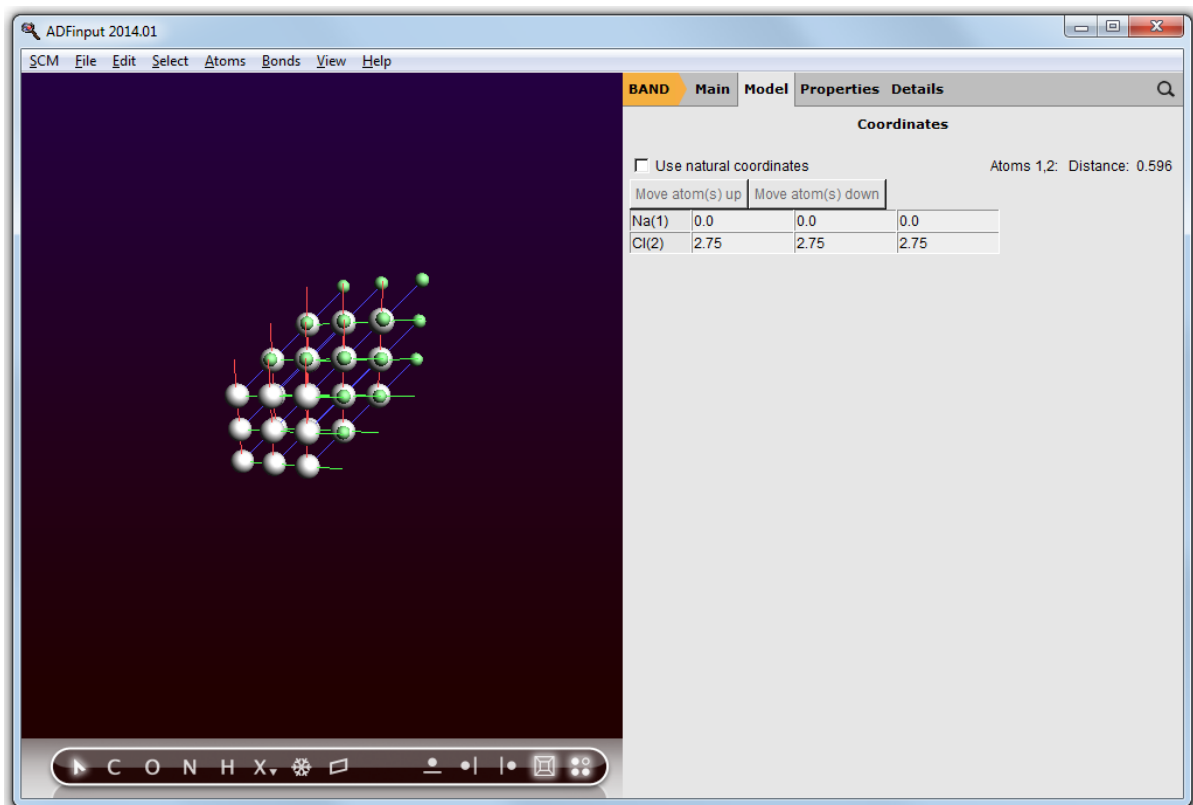 ADFinput 2014.01
SCM File Edit Select Atoms Bonds View Help
BAND Main Model Properties Details
Coordinates
Use natural coordinates Atoms 1,2: Distance: 0.596
Move atom(s) up Move atom(s) down
Na(1) 0.0 0.0 0.0
Cl(2) 2.75 2.75 2.75
C O N H X